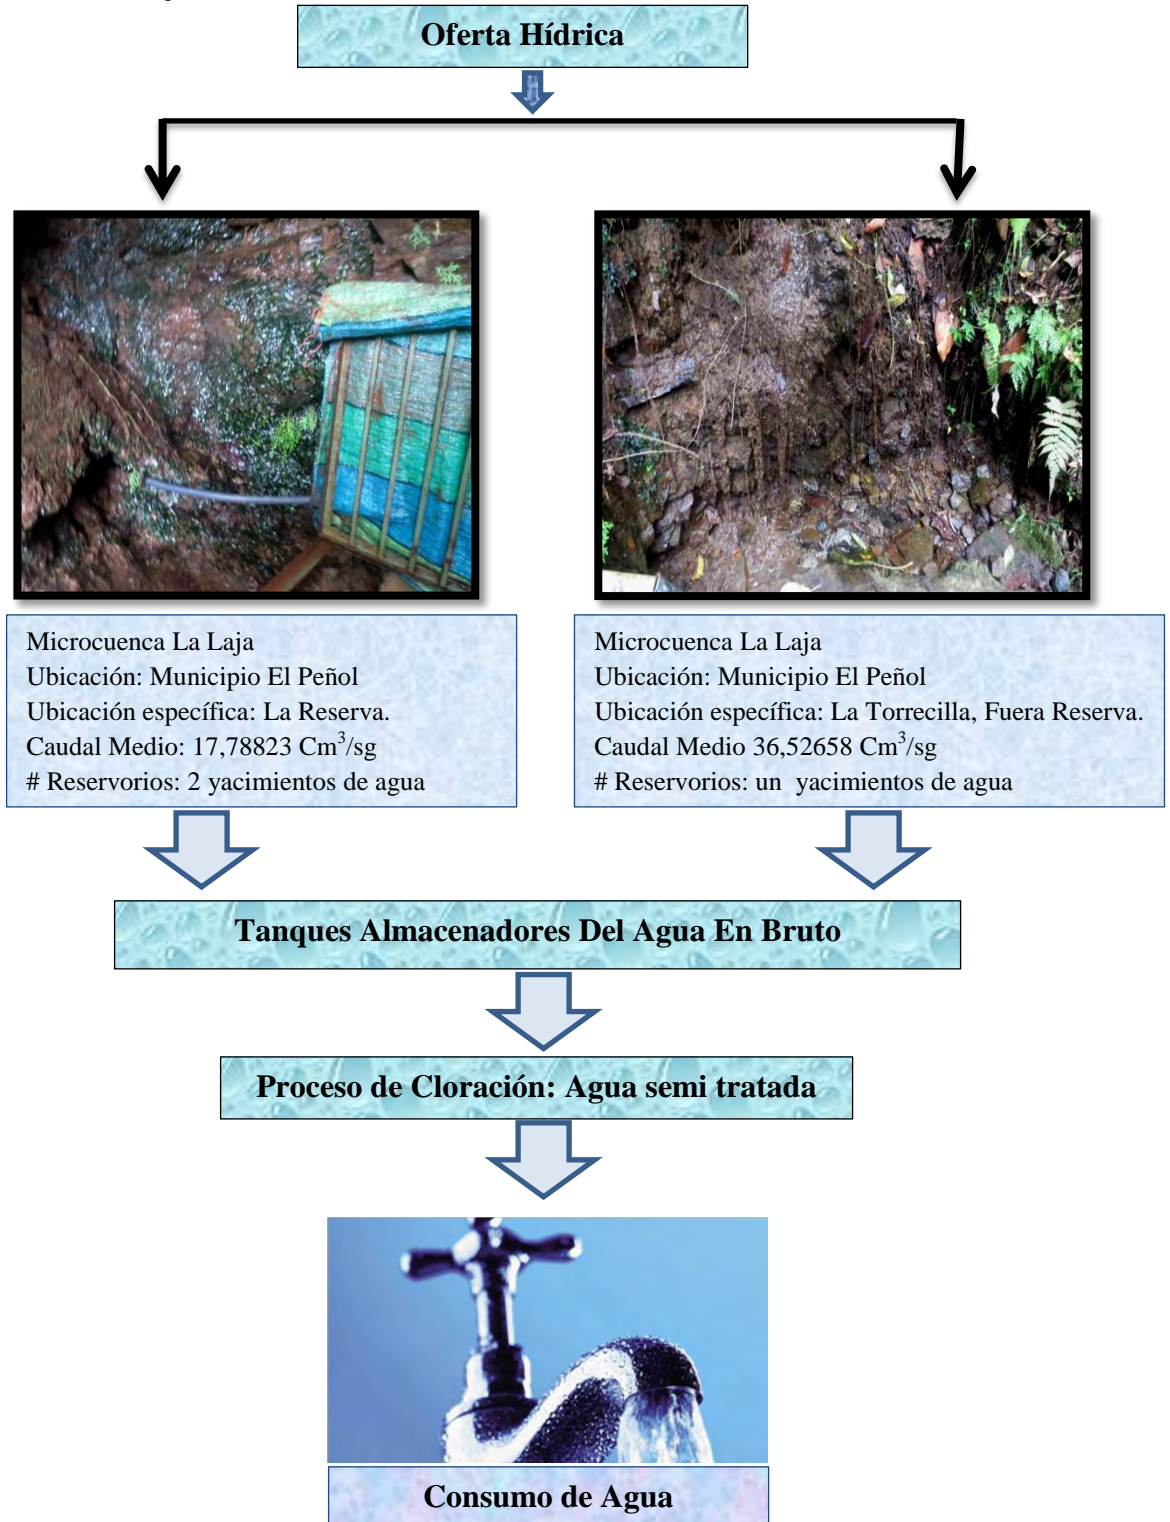 Oferta Hídrica
Microcuenca La Laja
Ubicación: Municipio El Peñol
Ubicación específica: La Reserva.
Caudal Medio: 17,78823 Cm³/sg
# Reservorios: 2 yacimientos de agua
Microcuenca La Laja
Ubicación: Municipio El Peñol
Ubicación específica: La Torrecilla, Fuera Reserva.
Caudal Medio 36,52658 Cm³/sg
# Reservorios: un  yacimientos de agua
Tanques Almacenadores Del Agua En Bruto
Proceso de Cloración: Agua semi tratada
Consumo de Agua